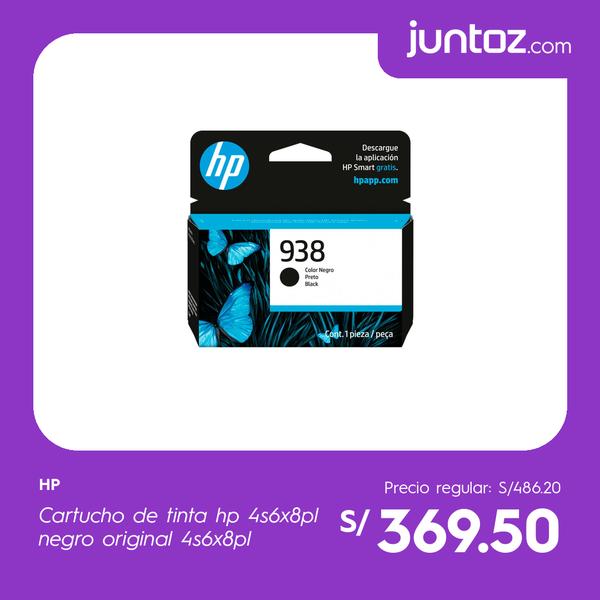 juntoz.com
hp
Descargue
la aplicación
HP Smart gratis.
hpapp.com
938
Color Negro
Preto
Black
Cont. 1 pieza / peça
HP
Cartucho de tinta hp 4s6x8pl
negro original 4s6x8pl
Precio regular: S/486.20
S/ 369.50